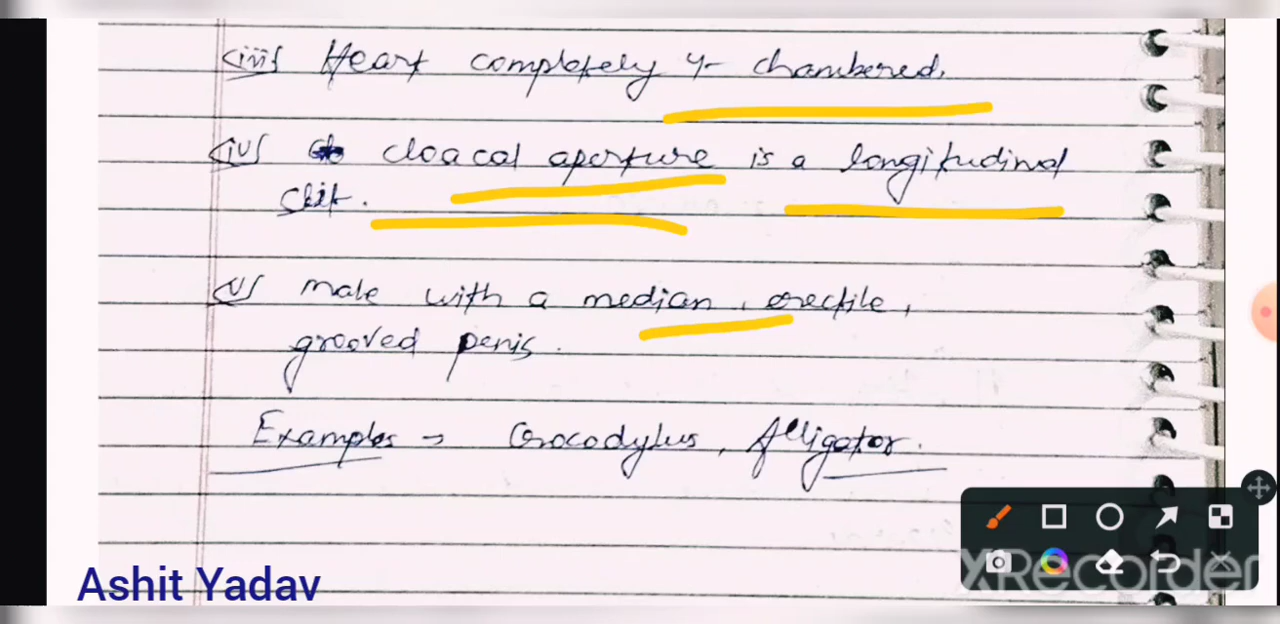 (iii) Heart completely 4- chambered.
(iv) cloacal aperture is a longitudinal
slit.
(v) male with a median, erectile,
grooved penis.
Examples → Crocodylus, Alligator.
Ashit Yadav
XRecorder